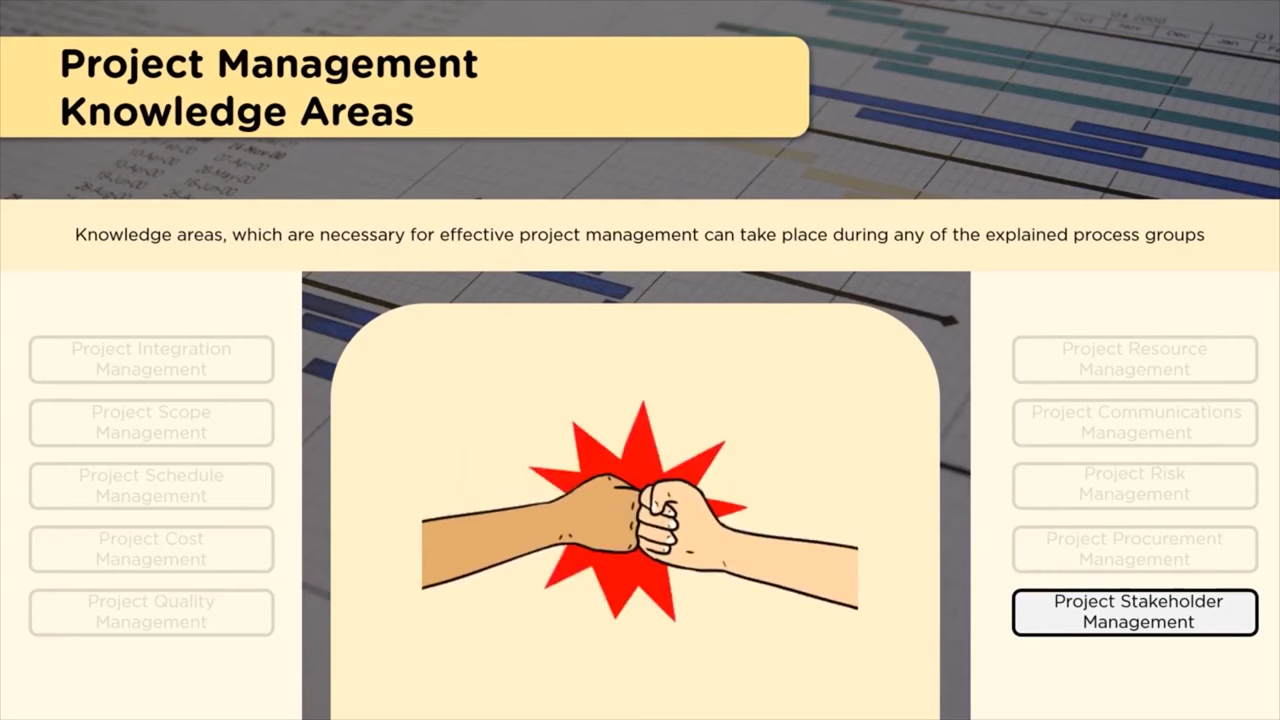 Project Management
Knowledge Areas
Knowledge areas, which are necessary for effective project management can take place during any of the explained process groups
Project Integration
Management
Project Scope
Management
Project Schedule
Management
Project Cost
Management
Project Quality
Management
Project Resource
Management
Project Communications
Management
Project Risk
Management
Project Procurement
Management
Project Stakeholder
Management